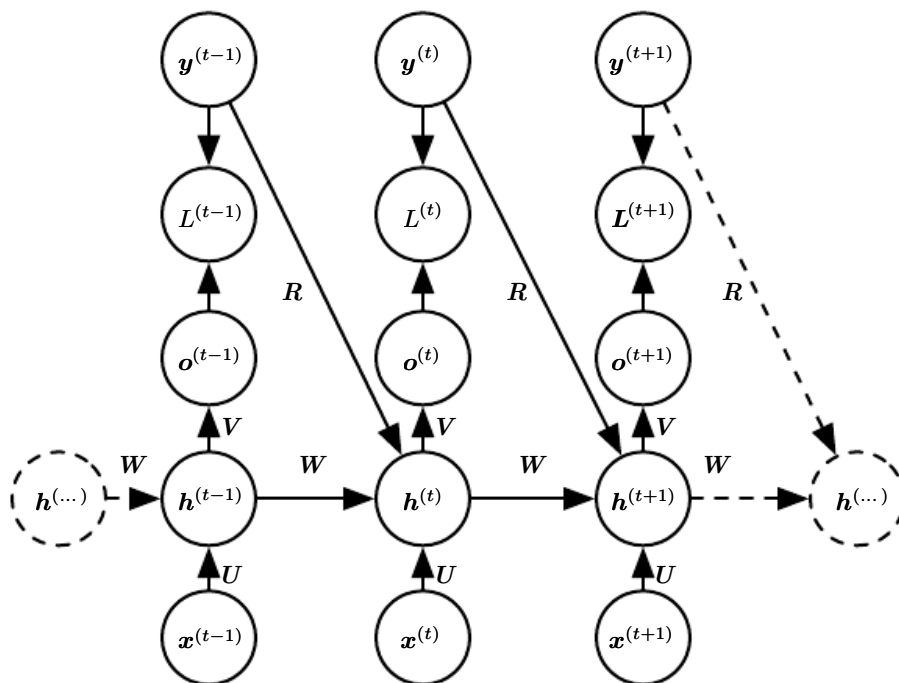 y^(t−1) y^(t) y^(t+1)
L^(t−1) L^(t) L^(t+1)
R R R
o^(t−1) o^(t) o^(t+1)
V V V
W W W W
h^(...) h^(t−1) h^(t) h^(t+1) h^(...)
U U U
x^(t−1) x^(t) x^(t+1)